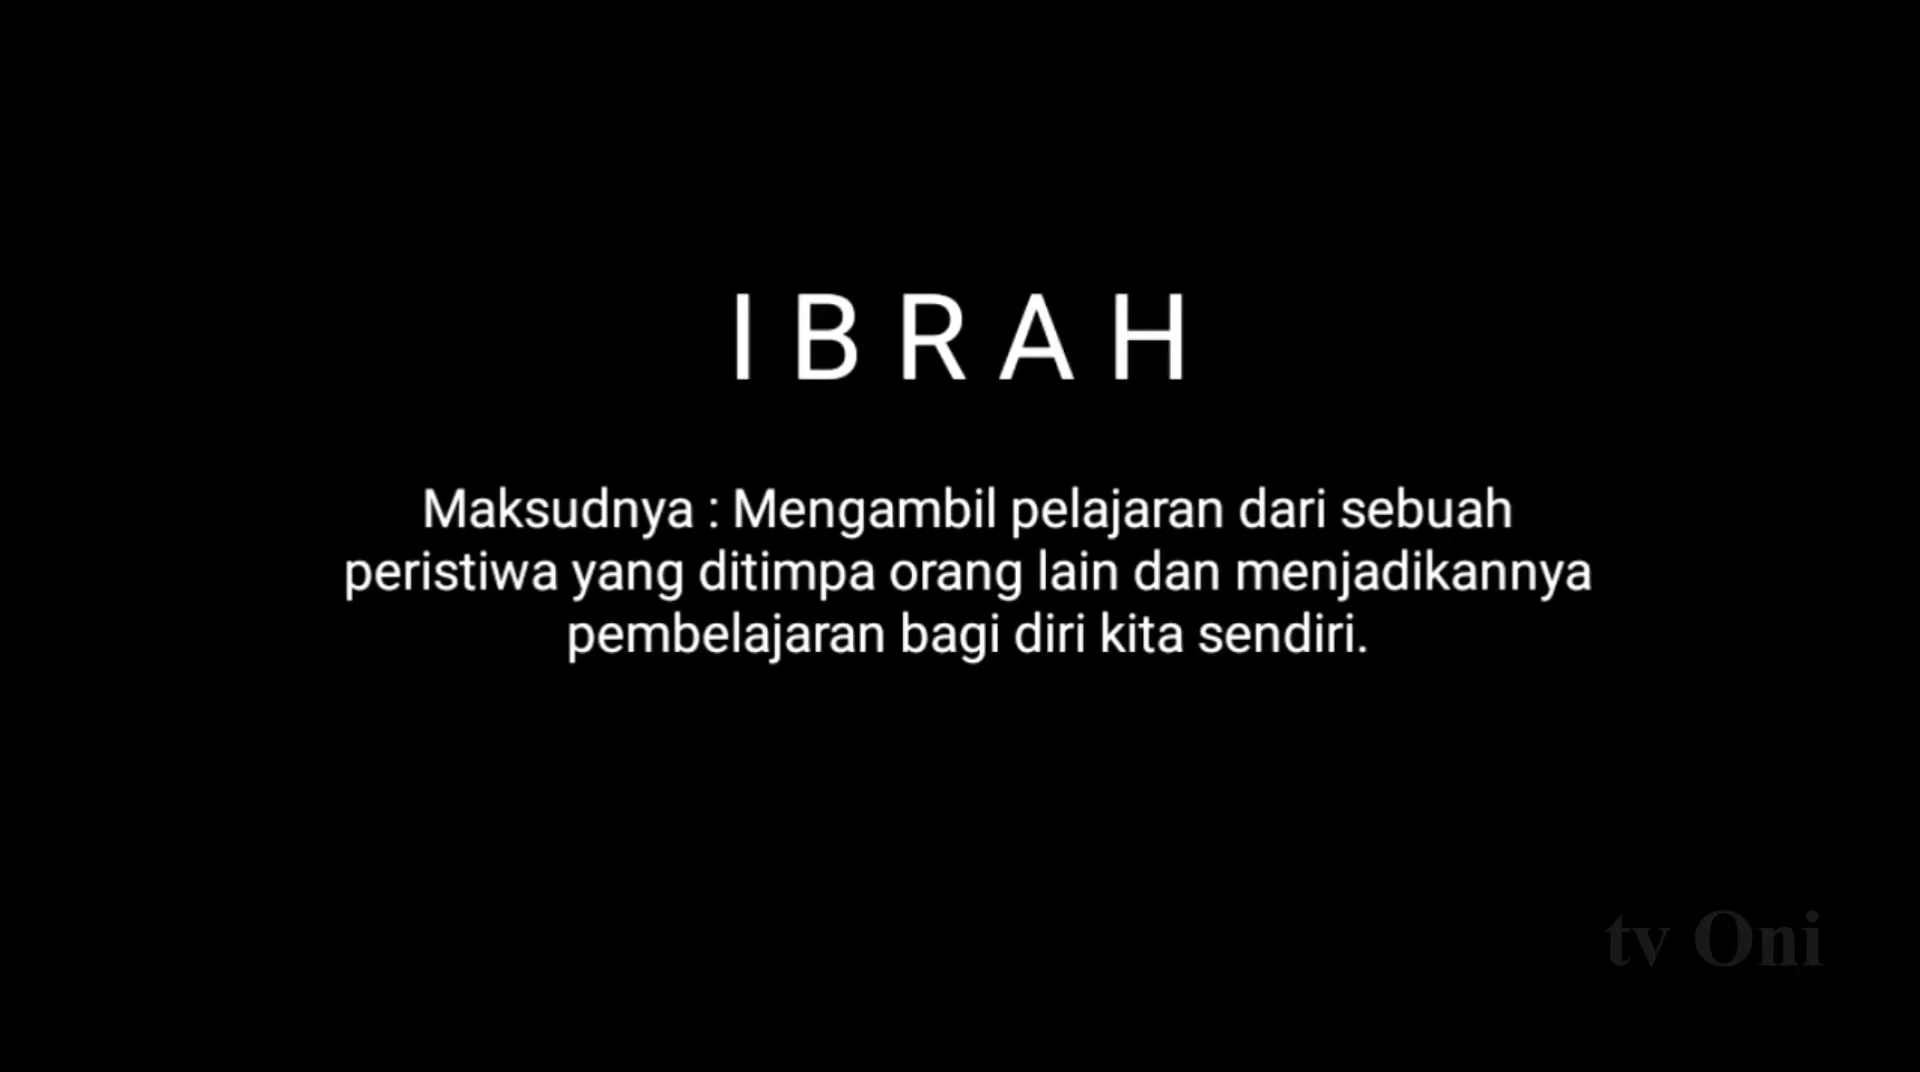 I B R A H
Maksudnya : Mengambil pelajaran dari sebuah
peristiwa yang ditimpa orang lain dan menjadikannya
pembelajaran bagi diri kita sendiri.
tv Oni